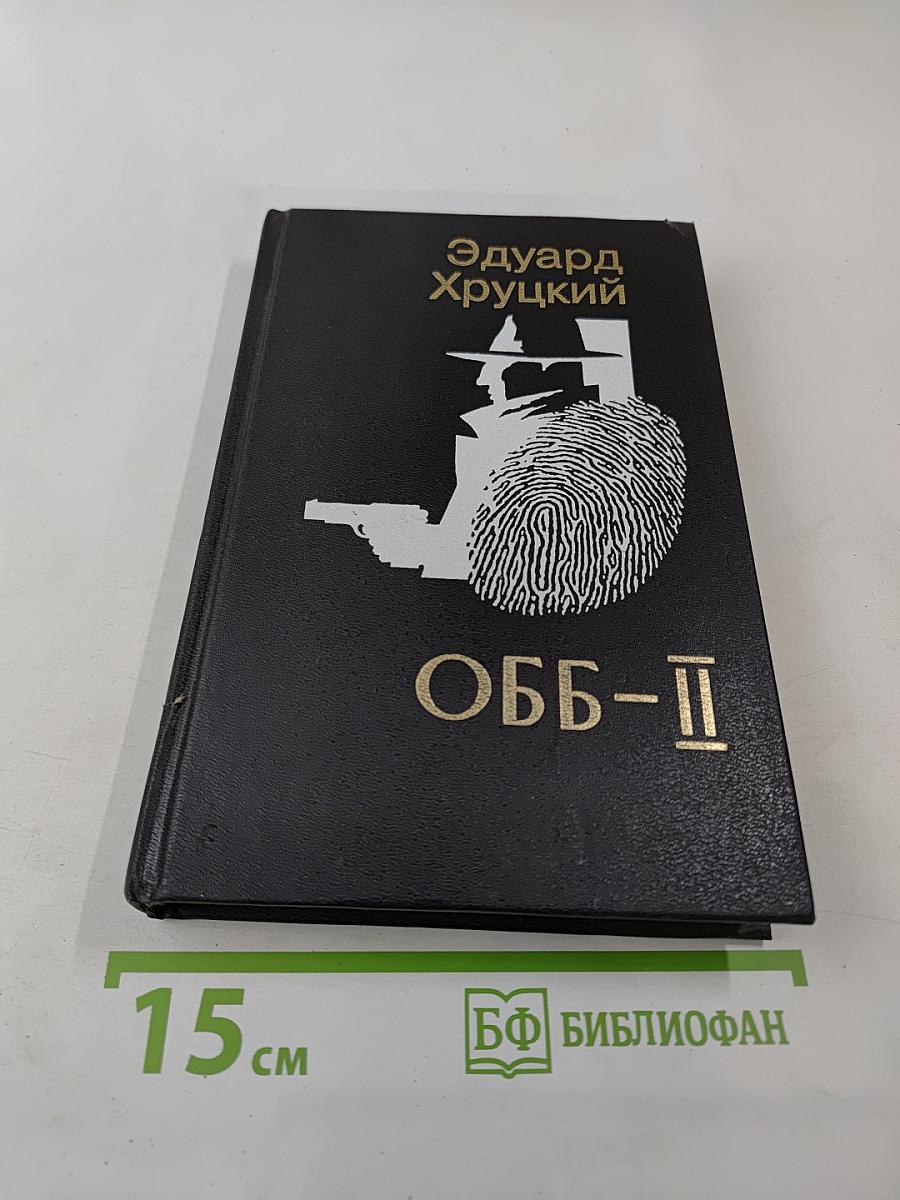 Эдуард
Хруцкий
ОББ-II
15 см
БФ БИБЛИОФАН